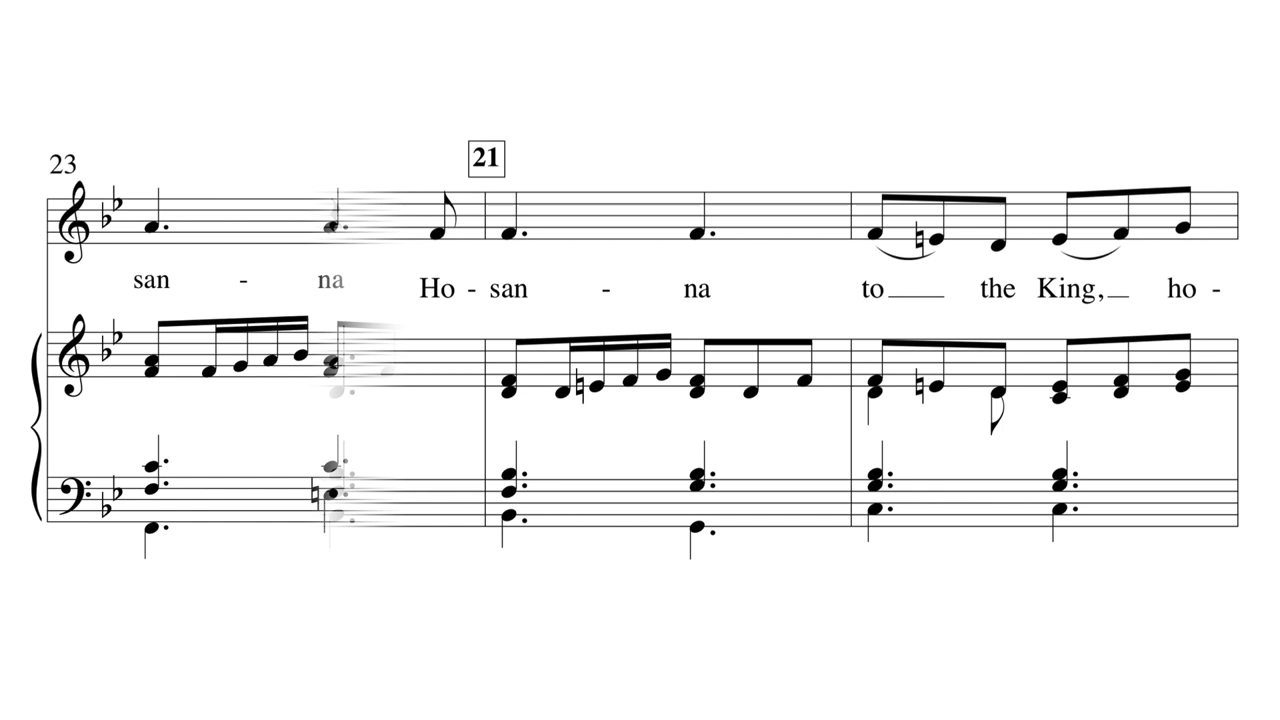 21
23
san - na Ho - san - na to the King, ho -